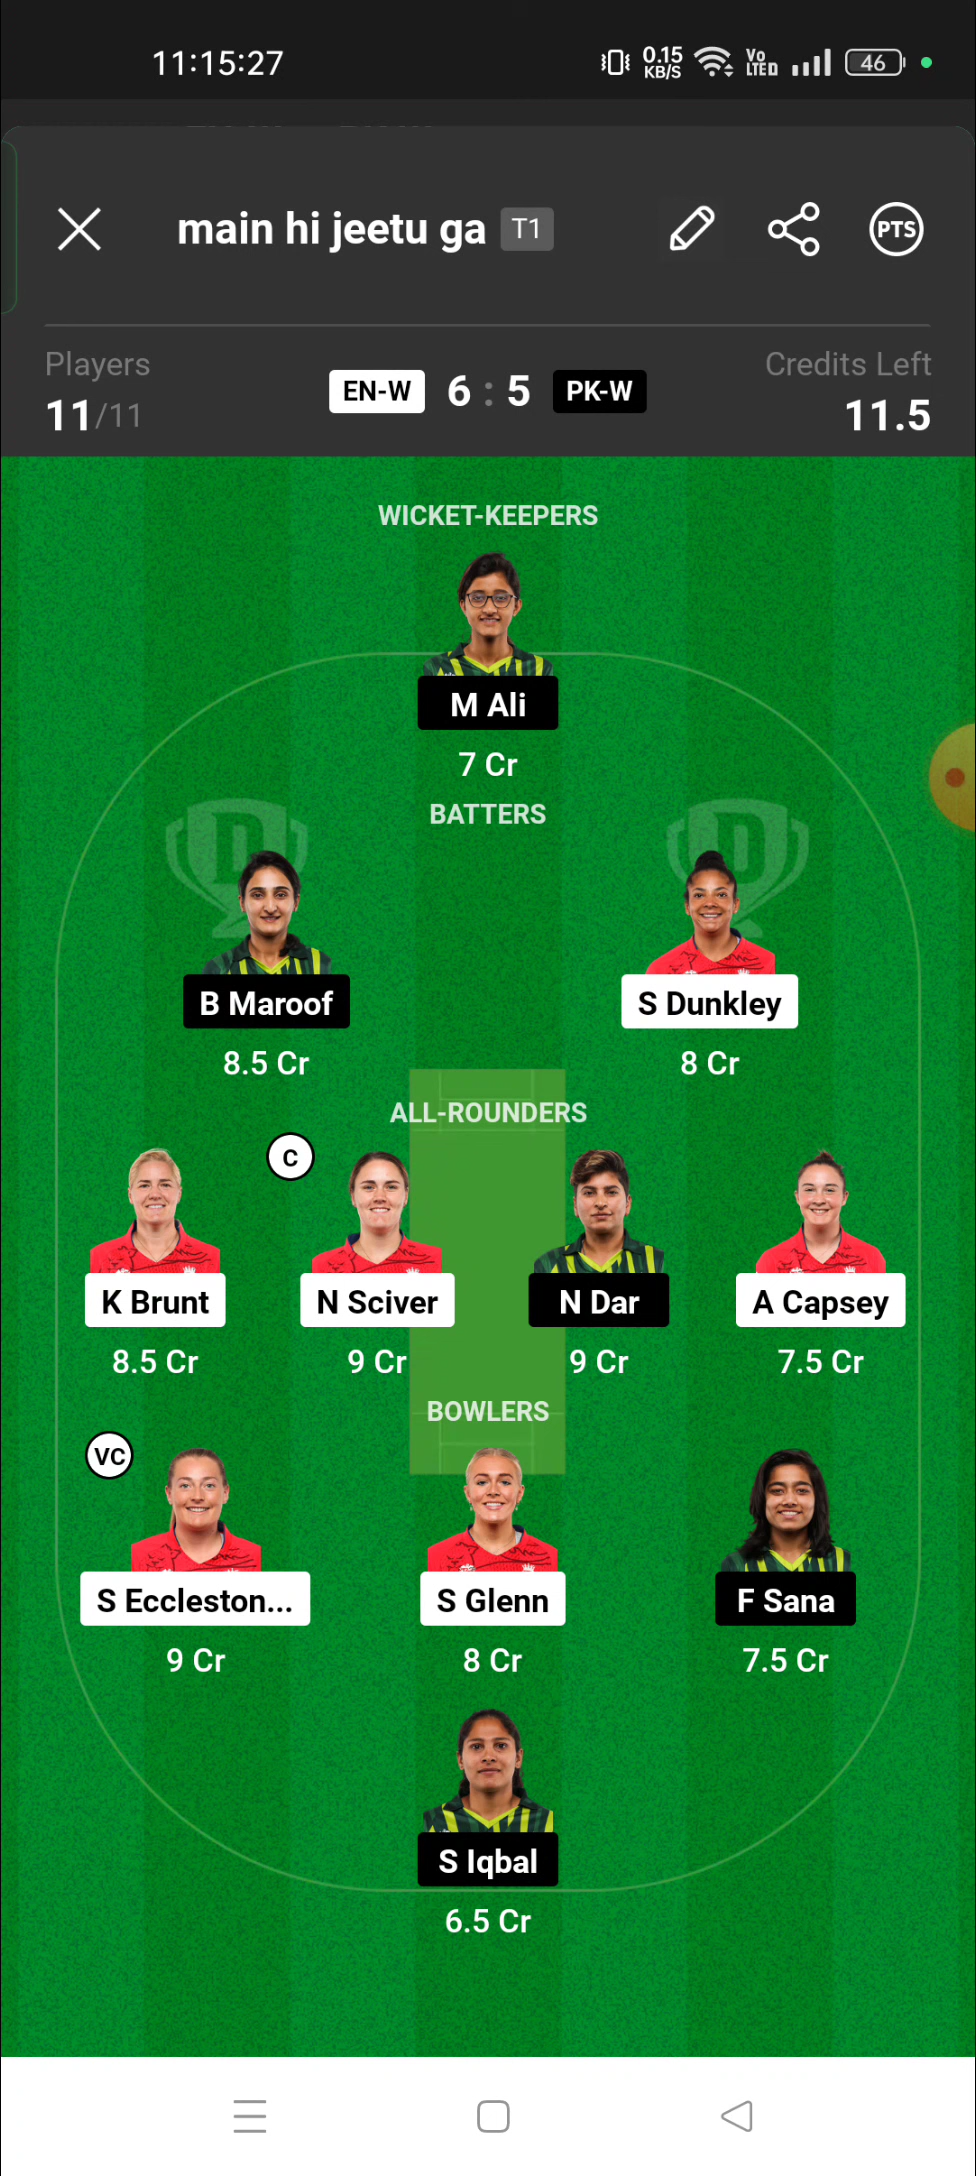 11:15:27 0.15 KB/S Vo LTE 46
main hi jeetu ga T1 PTS
Players Credits Left
11/11 EN-W 6 : 5 PK-W 11.5
WICKET-KEEPERS
M Ali
7 Cr
BATTERS
B Maroof S Dunkley
8.5 Cr 8 Cr
ALL-ROUNDERS
C
K Brunt N Sciver N Dar A Capsey
8.5 Cr 9 Cr 9 Cr 7.5 Cr
BOWLERS
VC
S Eccleston... S Glenn F Sana
9 Cr 8 Cr 7.5 Cr
S Iqbal
6.5 Cr